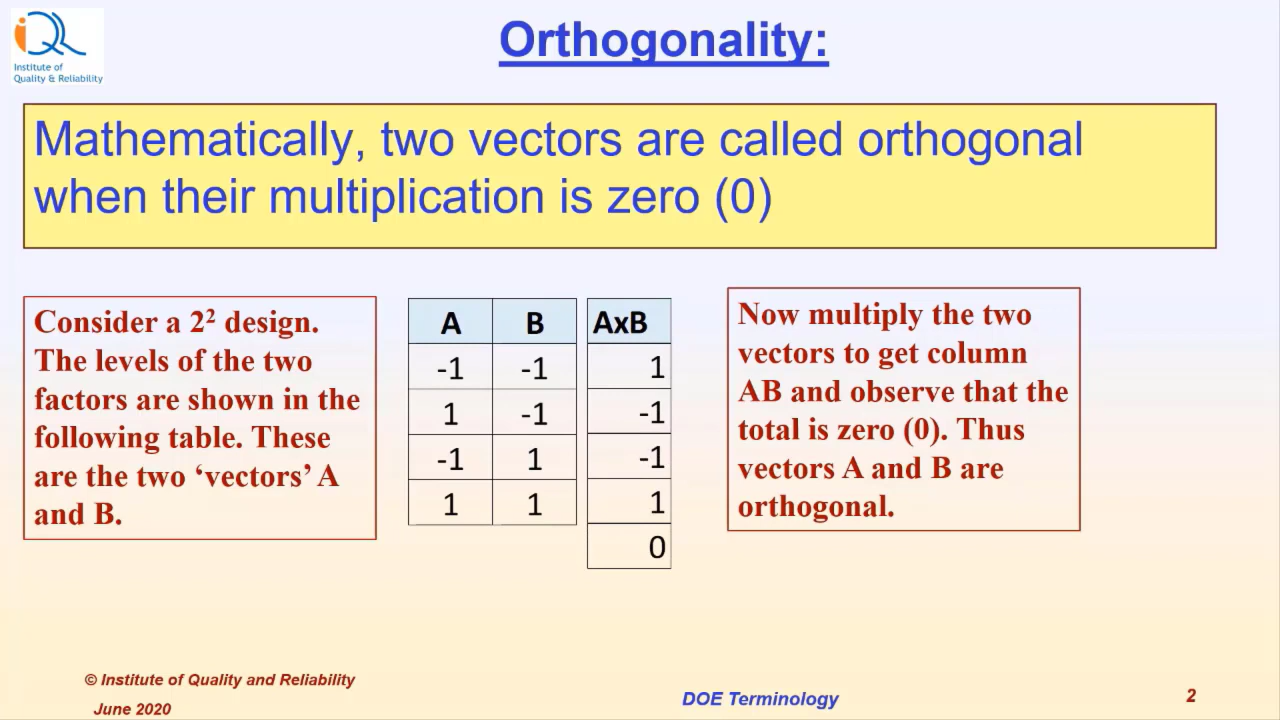 iQR
Institute of
Quality & Reliability
Orthogonality:
Mathematically, two vectors are called orthogonal
when their multiplication is zero (0)
Consider a 2² design.
The levels of the two
factors are shown in the
following table. These
are the two ‘vectors’ A
and B.
A B AxB
-1 -1 1
1 -1 -1
-1 1 -1
1 1 1
0
Now multiply the two
vectors to get column
AB and observe that the
total is zero (0). Thus
vectors A and B are
orthogonal.
© Institute of Quality and Reliability
June 2020
DOE Terminology
2